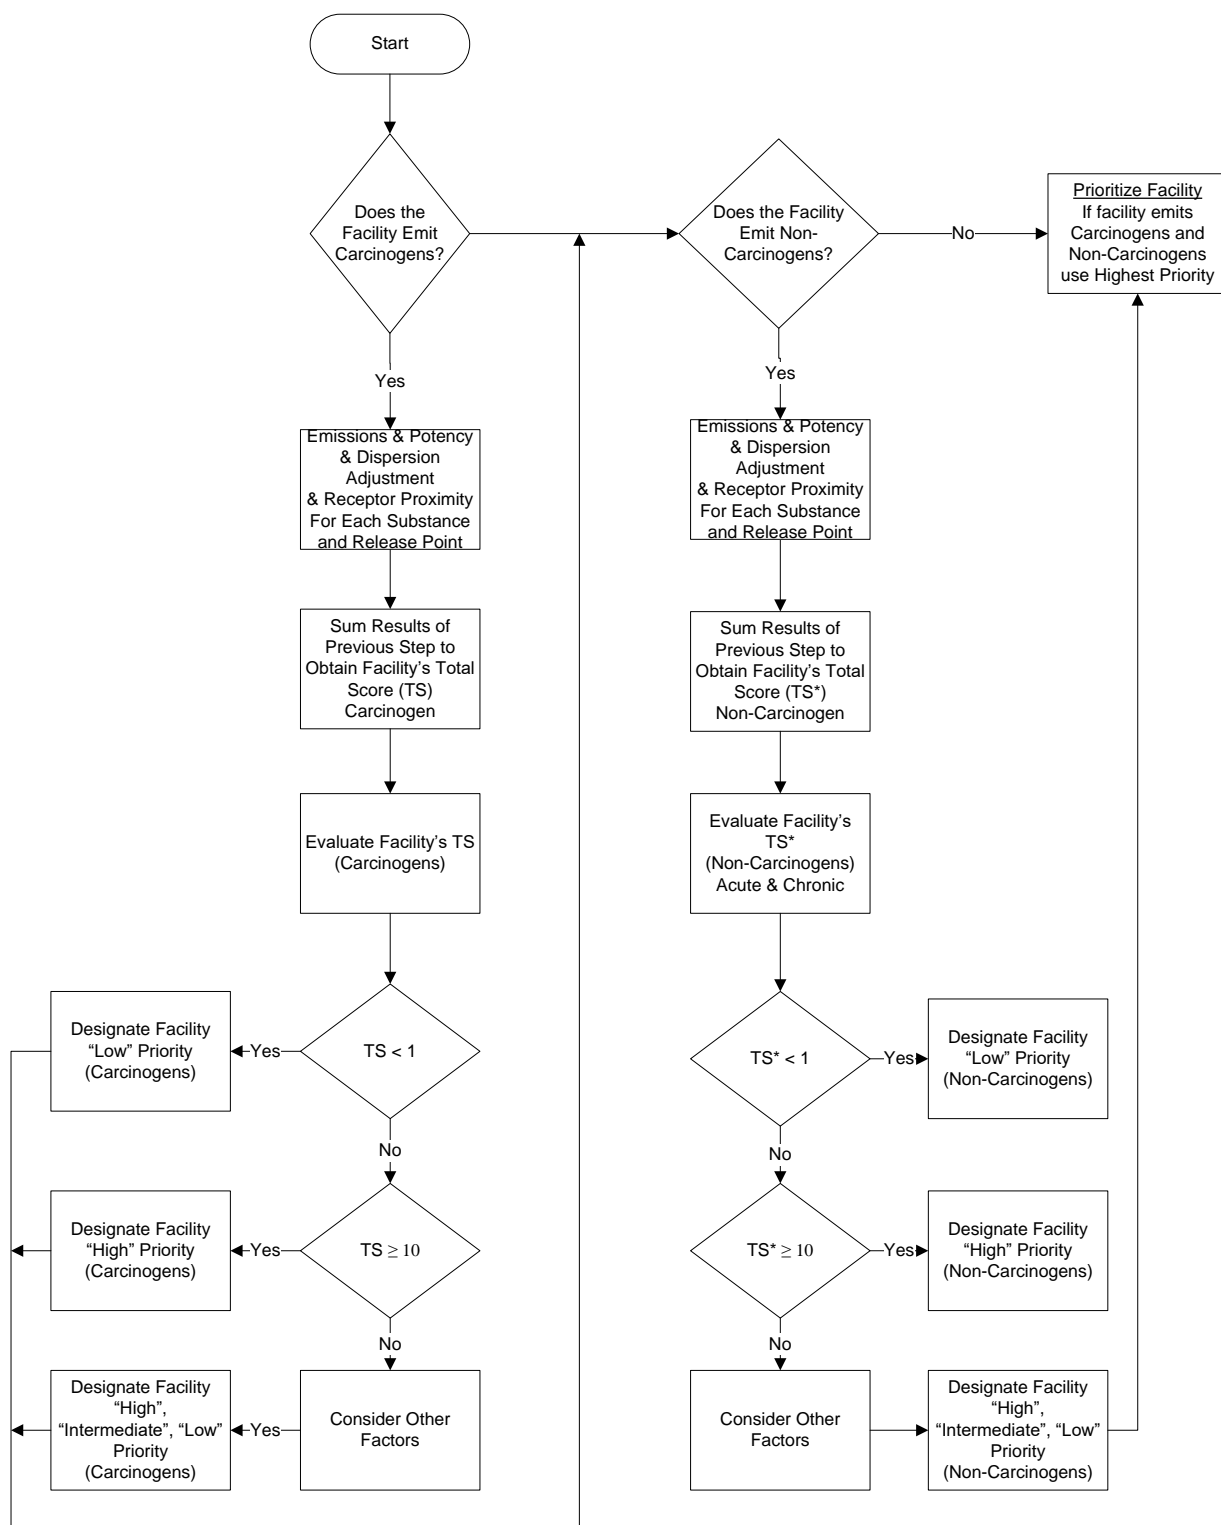 Start
Does the
Facility Emit
Carcinogens?
Does the Facility
Emit Non-
Carcinogens?
No
Prioritize Facility
If facility emits
Carcinogens and
Non-Carcinogens
use Highest Priority
Yes
Yes
Emissions & Potency
& Dispersion
Adjustment
& Receptor Proximity
For Each Substance
and Release Point
Emissions & Potency
& Dispersion
Adjustment
& Receptor Proximity
For Each Substance
and Release Point
Sum Results of
Previous Step to
Obtain Facility’s Total
Score (TS)
Carcinogen
Sum Results of
Previous Step to
Obtain Facility’s Total
Score (TS*)
Non-Carcinogen
Evaluate Facility’s TS
(Carcinogens)
Evaluate Facility’s
TS*
(Non-Carcinogens)
Acute & Chronic
Designate Facility
“Low” Priority
(Carcinogens)
Yes
TS < 1
TS* < 1
Yes
Designate Facility
“Low” Priority
(Non-Carcinogens)
No
No
Designate Facility
“High” Priority
(Carcinogens)
Yes
TS ≥ 10
TS* ≥ 10
Yes
Designate Facility
“High” Priority
(Non-Carcinogens)
No
No
Designate Facility
“High”,
“Intermediate”, “Low”
Priority
(Carcinogens)
Yes
Consider Other
Factors
Consider Other
Factors
Designate Facility
“High”,
“Intermediate”, “Low”
Priority
(Non-Carcinogens)